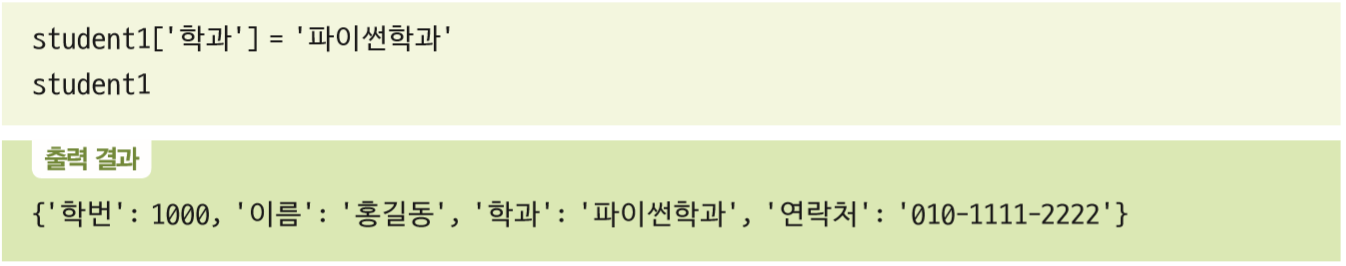 student1['학과'] = '파이썬학과'
student1
출력 결과
{'학번': 1000, '이름': '홍길동', '학과': '파이썬학과', '연락처': '010-1111-2222'}